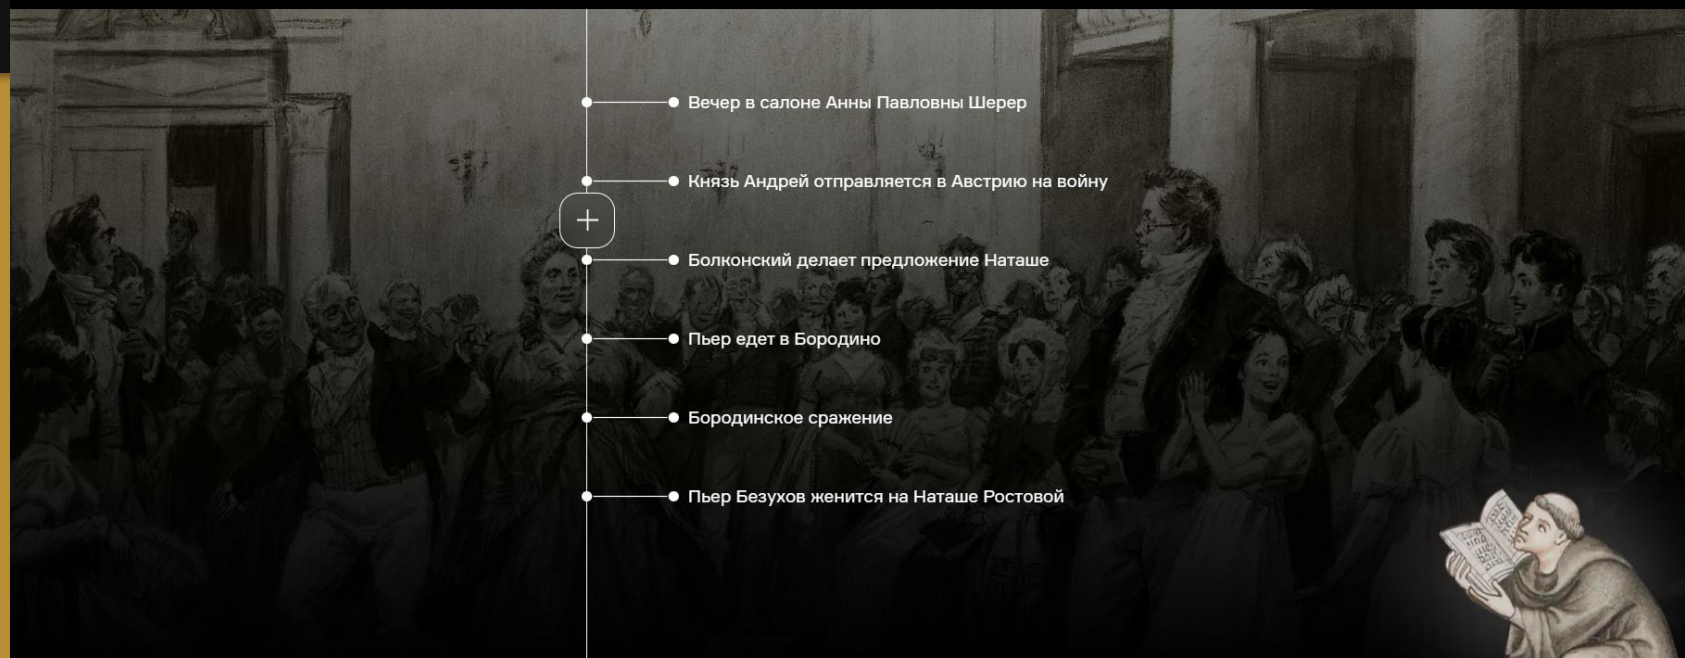 Вечер в салоне Анны Павловны Шерер
Князь Андрей отправляется в Австрию на войну
Болконский делает предложение Наташе
Пьер едет в Бородино
Бородинское сражение
Пьер Безухов женится на Наташе Ростовой